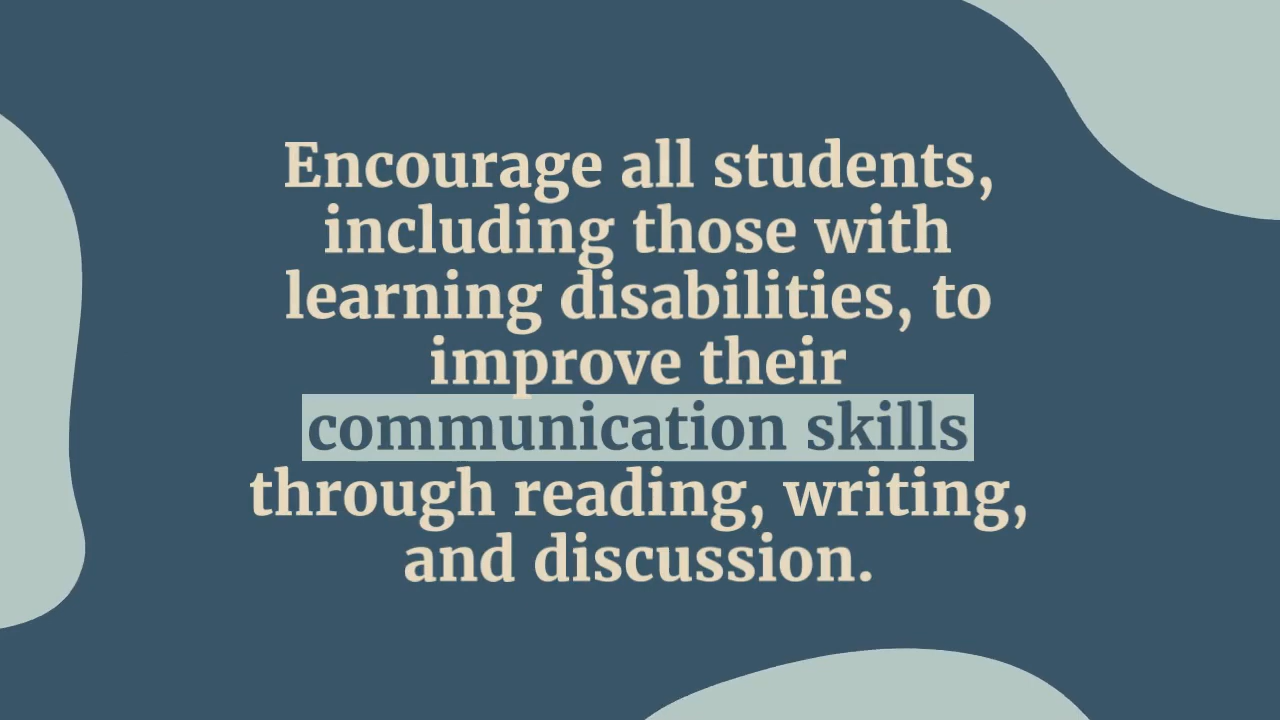 Encourage all students,
including those with
learning disabilities, to
improve their
communication skills
through reading, writing,
and discussion.